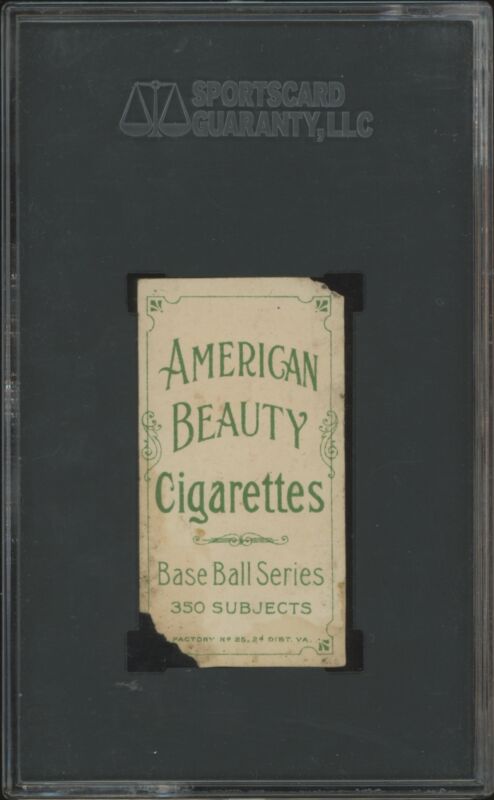 SPORTSCARD
GUARANTY, LLC
AMERICAN
BEAUTY
Cigarettes
Base Ball Series
350 SUBJECTS
FACTORY Nº 25, 2d DIST. VA.